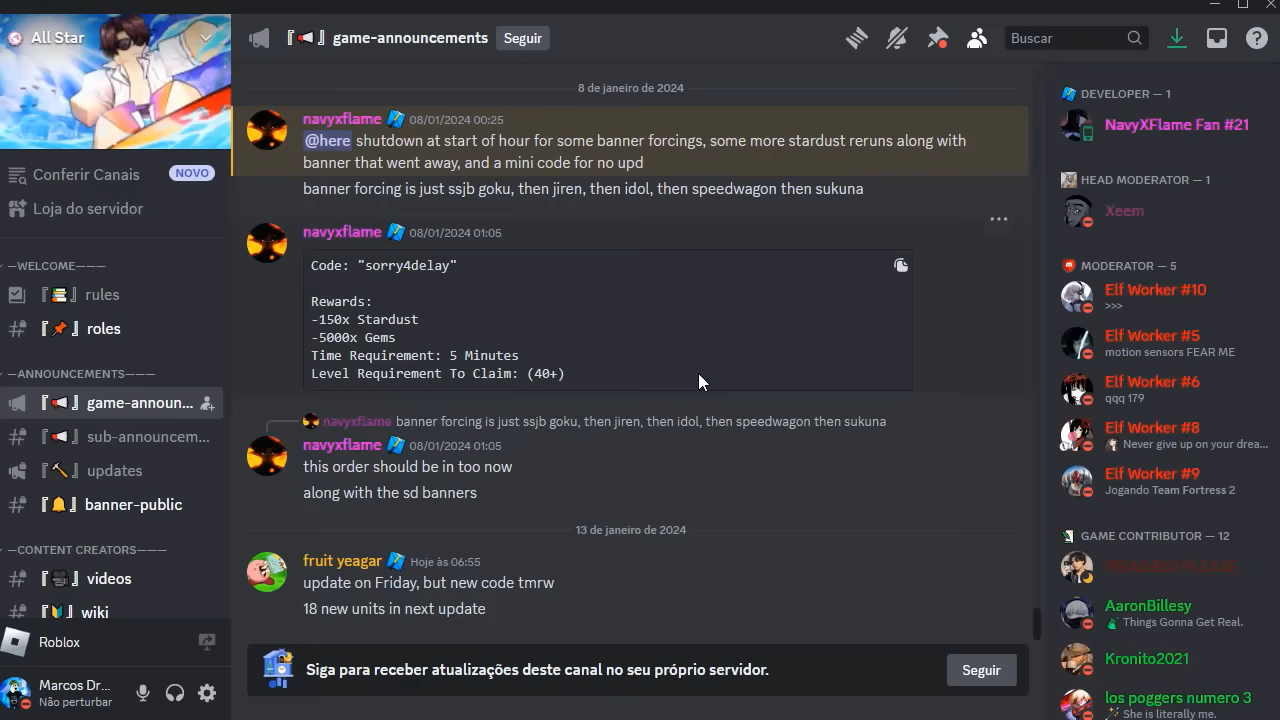 All Star
Conferir Canais
NOVO
Loja do servidor
—WELCOME———
『📚』rules
『📌』roles
—ANNOUNCEMENTS———
『📢』game-announ...
『📢』sub-announcem...
『🔨』updates
『🔔』banner-public
—CONTENT CREATORS———
『🎥』videos
『🔰』wiki
Roblox
Marcos Dr...
Não perturbar
『📢』game-announcements
Seguir
Buscar
8 de janeiro de 2024
navyxflame 08/01/2024 00:25
@here shutdown at start of hour for some banner forcings, some more stardust reruns along with
banner that went away, and a mini code for no upd
banner forcing is just ssjb goku, then jiren, then idol, then speedwagon then sukuna
navyxflame 08/01/2024 01:05
Code: "sorry4delay"
Rewards:
-150x Stardust
-5000x Gems
Time Requirement: 5 Minutes
Level Requirement To Claim: (40+)
navyxflame banner forcing is just ssjb goku, then jiren, then idol, then speedwagon then sukuna
navyxflame 08/01/2024 01:05
this order should be in too now
along with the sd banners
13 de janeiro de 2024
fruit yeagar Hoje às 06:55
update on Friday, but new code tmrw
18 new units in next update
Siga para receber atualizações deste canal no seu próprio servidor.
Seguir
DEVELOPER — 1
NavyXFlame Fan #21
HEAD MODERATOR — 1
Xeem
MODERATOR — 5
Elf Worker #10
>>>
Elf Worker #5
motion sensors FEAR ME
Elf Worker #6
qqq 179
Elf Worker #8
Never give up on your drea...
Elf Worker #9
Jogando Team Fortress 2
GAME CONTRIBUTOR — 12
!READ BIO PLEASE
AaronBillesy
Things Gonna Get Real.
Kronito2021
los poggers numero 3
She is literally me.